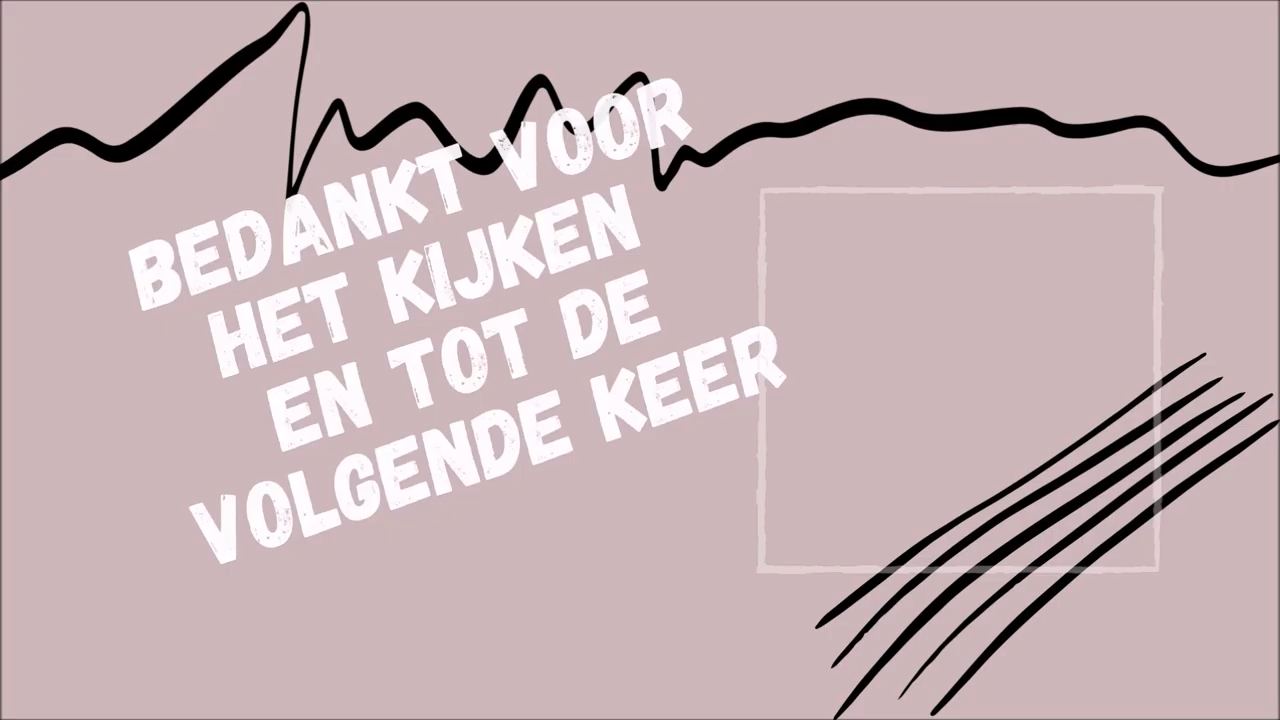 BEDANKT VOOR
HET KIJKEN
EN TOT DE
VOLGENDE KEER